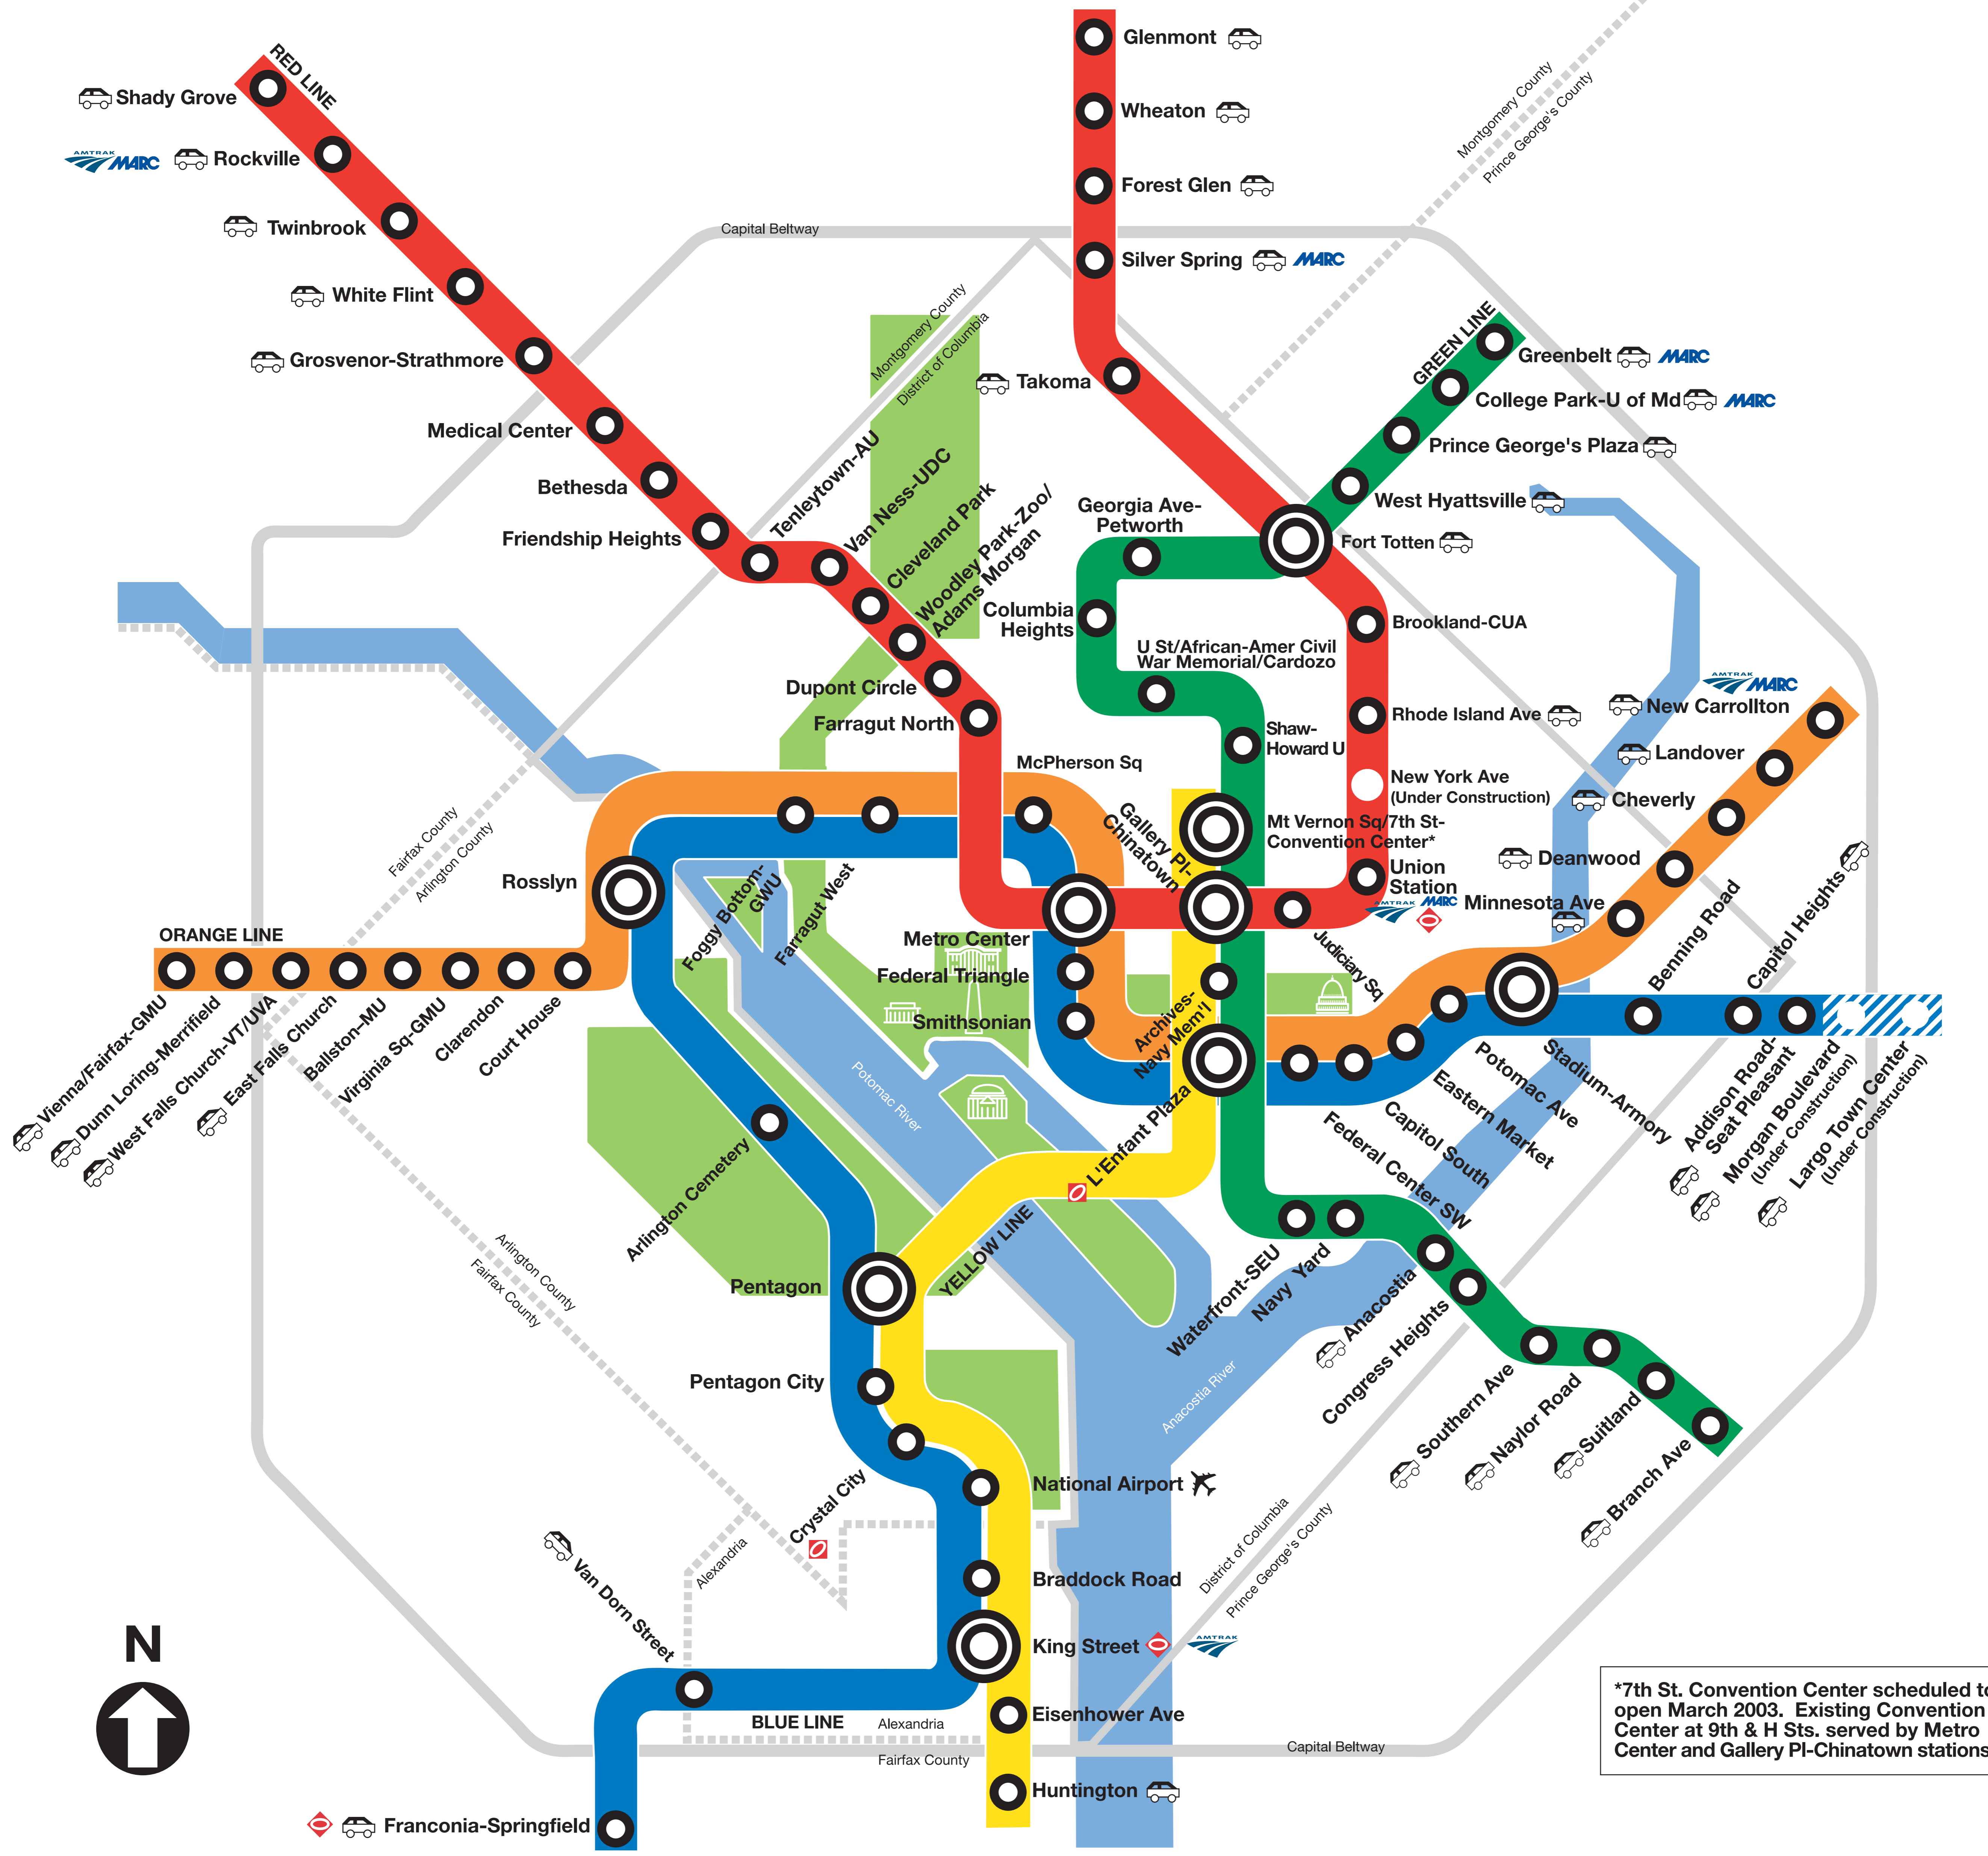 RED LINE
Shady Grove
AMTRAK
MARC
Rockville
Twinbrook
White Flint
Grosvenor-Strathmore
Medical Center
Bethesda
Friendship Heights
Tenleytown-AU
Van Ness-UDC
Cleveland Park
Woodley Park-Zoo/
Adams Morgan
Dupont Circle
Farragut North
Glenmont
Wheaton
Forest Glen
Silver Spring
MARC
Takoma
Capital Beltway
Montgomery County
District of Columbia
Montgomery County
Prince George's County
GREEN LINE
Greenbelt
MARC
College Park-U of Md
MARC
Prince George's Plaza
West Hyattsville
Fort Totten
Georgia Ave-
Petworth
Columbia
Heights
U St/African-Amer Civil
War Memorial/Cardozo
Shaw-
Howard U
Brookland-CUA
Rhode Island Ave
New York Ave
(Under Construction)
Mt Vernon Sq/7th St-
Convention Center*
Union
Station
AMTRAK
MARC
Gallery Pl-
Chinatown
Judiciary Sq
McPherson Sq
Metro Center
Federal Triangle
Smithsonian
Archives-
Navy Mem'l
L'Enfant Plaza
AMTRAK
MARC
New Carrollton
Landover
Cheverly
Deanwood
Minnesota Ave
Benning Road
Capitol Heights
Stadium-Armory
Potomac Ave
Eastern Market
Capitol South
Federal Center SW
Addison Road-
Seat Pleasant
Morgan Boulevard
(Under Construction)
Largo Town Center
(Under Construction)
Fairfax County
Arlington County
Rosslyn
Foggy Bottom-
GWU
Farragut West
ORANGE LINE
Vienna/Fairfax-GMU
Dunn Loring-Merrifield
West Falls Church-VT/UVA
East Falls Church
Ballston-MU
Virginia Sq-GMU
Clarendon
Court House
Potomac River
Arlington Cemetery
Arlington County
Fairfax County
Pentagon
YELLOW LINE
Pentagon City
Crystal City
National Airport
Waterfront-SEU
Navy Yard
Anacostia
Congress Heights
Southern Ave
Naylor Road
Suitland
Branch Ave
Anacostia River
District of Columbia
Prince George's County
Alexandria
Van Dorn Street
Braddock Road
King Street
AMTRAK
Eisenhower Ave
BLUE LINE
Alexandria
Fairfax County
Capital Beltway
Huntington
Franconia-Springfield
N
*7th St. Convention Center scheduled to
open March 2003. Existing Convention
Center at 9th & H Sts. served by Metro
Center and Gallery Pl-Chinatown stations